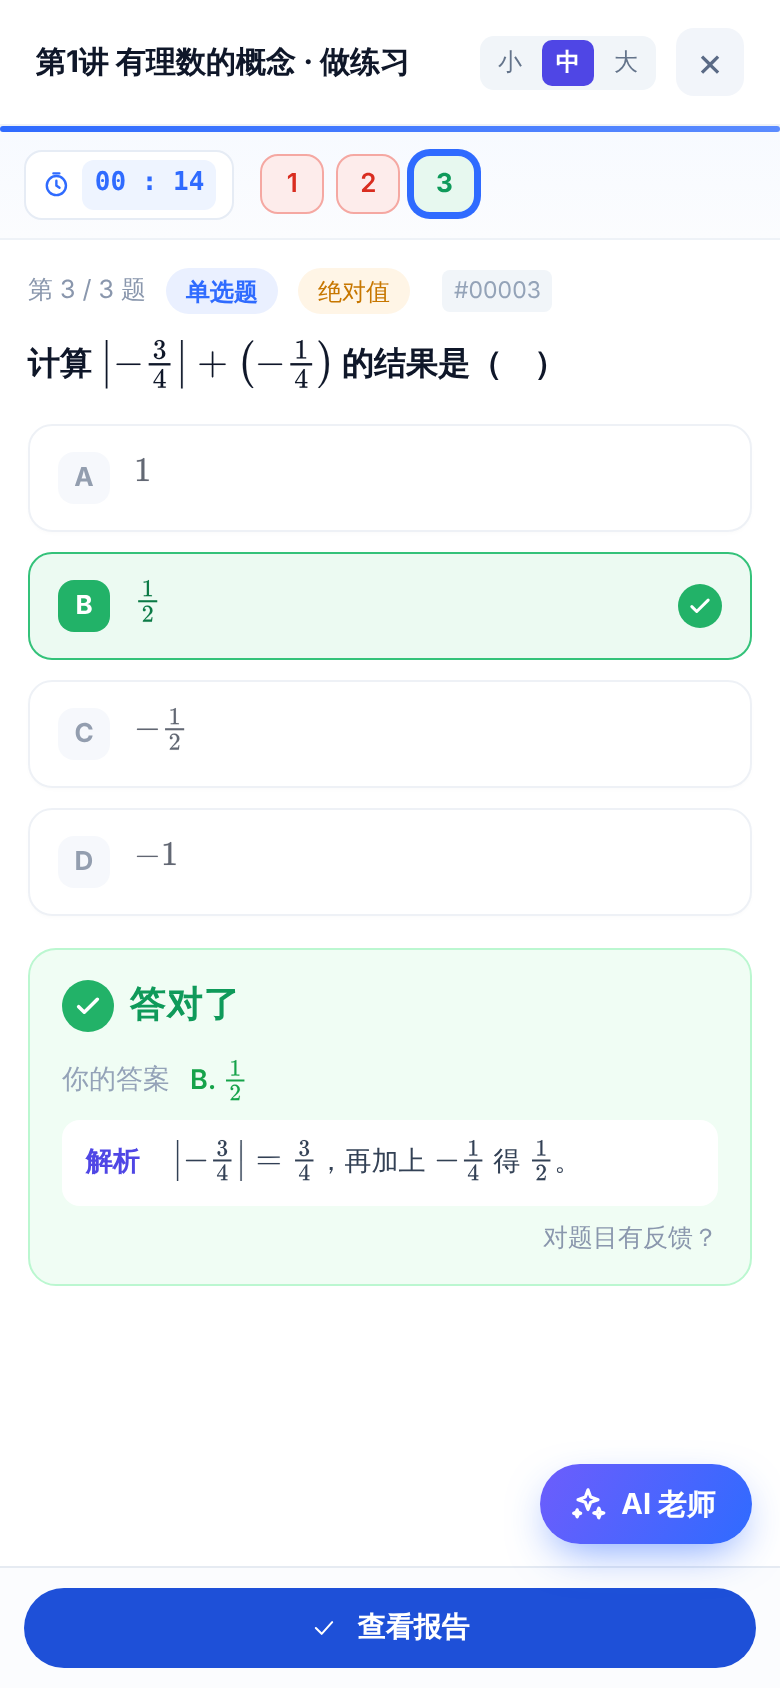 第1讲 有理数的概念 · 做练习
小 中 大 ×
00 : 14 1 2 3
第 3 / 3 题 单选题 绝对值 #00003
计算 |−3/4| + (−1/4) 的结果是（ ）
A 1
B 1/2
C −1/2
D −1
答对了
你的答案 B. 1/2
解析 |−3/4| = 3/4，再加上 −1/4 得 1/2。
对题目有反馈？
AI 老师
查看报告